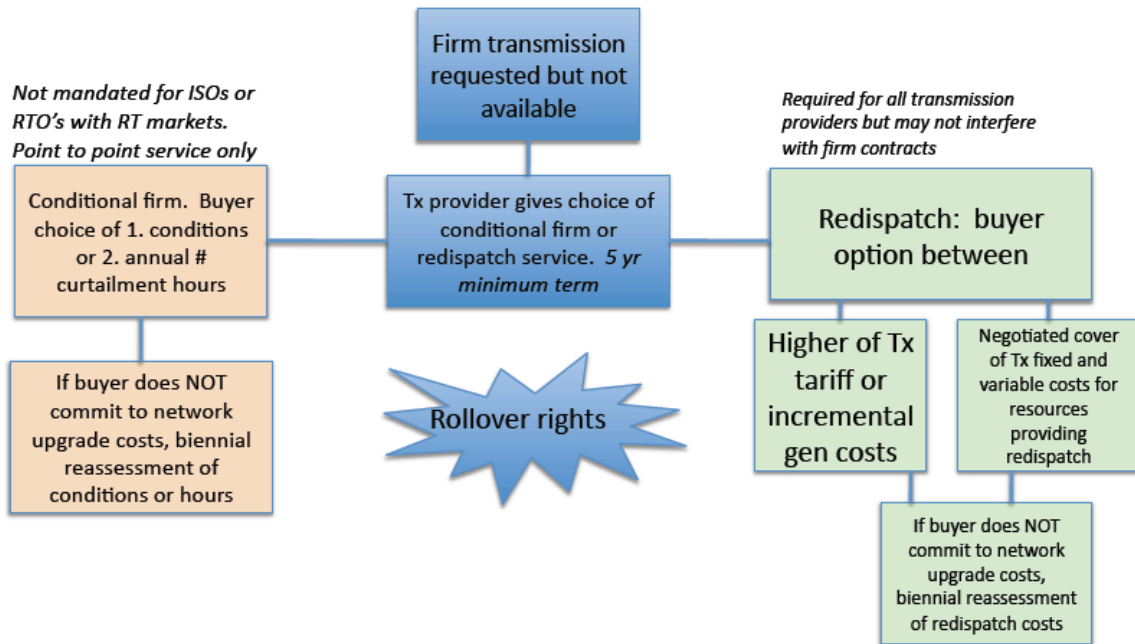 Firm transmission
requested but not
available
Not mandated for ISOs or
RTO's with RT markets.
Point to point service only
Required for all transmission
providers but may not interfere
with firm contracts
Conditional firm.  Buyer
choice of 1. conditions
or 2. annual #
curtailment hours
Tx provider gives choice of
conditional firm or
redispatch service.  5 yr
minimum term
Redispatch:  buyer
option between
If buyer does NOT
commit to network
upgrade costs, biennial
reassessment of
conditions or hours
Rollover rights
Higher of Tx
tariff or
incremental
gen costs
Negotiated cover
of Tx fixed and
variable costs for
resources
providing
redispatch
If buyer does NOT
commit to network
upgrade costs,
biennial reassessment
of redispatch costs